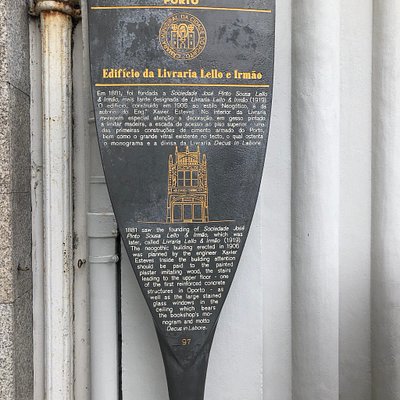 PORTO
Edifício da Livraria Lello e Irmão
Em 1881, foi fundada a Sociedade José Pinto Sousa Lello
& Irmão, mais tarde designada de Livraria Lello & Irmão (1919).
O edifício, construído em 1906 ao estilo Neogótico, é da
autoria do Engº Xavier Esteves. No interior da Livraria
merecem especial atenção a decoração em gesso pintado
a imitar madeira, a escada de acesso ao piso superior - uma
das primeiras construções de cimento armado do Porto,
bem como o grande vitral existente no tecto, o qual ostenta
o monograma e a divisa da Livraria Decus in Labore.
1881 saw the founding of Sociedade José
Pinto Sousa Lello & Irmão, which was
later, called Livraria Lello & Irmão (1919).
The neogothic building erected in 1906
was planned by the engineer Xavier
Esteves Inside the building attention
should be paid to the painted
plaster imitating wood, the stairs
leading to the upper floor - one
of the first reinforced concrete
structures in Oporto - as
well as the large stained
glass windows in the
ceiling which bears
the bookshop's mo-
nogram and motto
Decus in Labore.
97